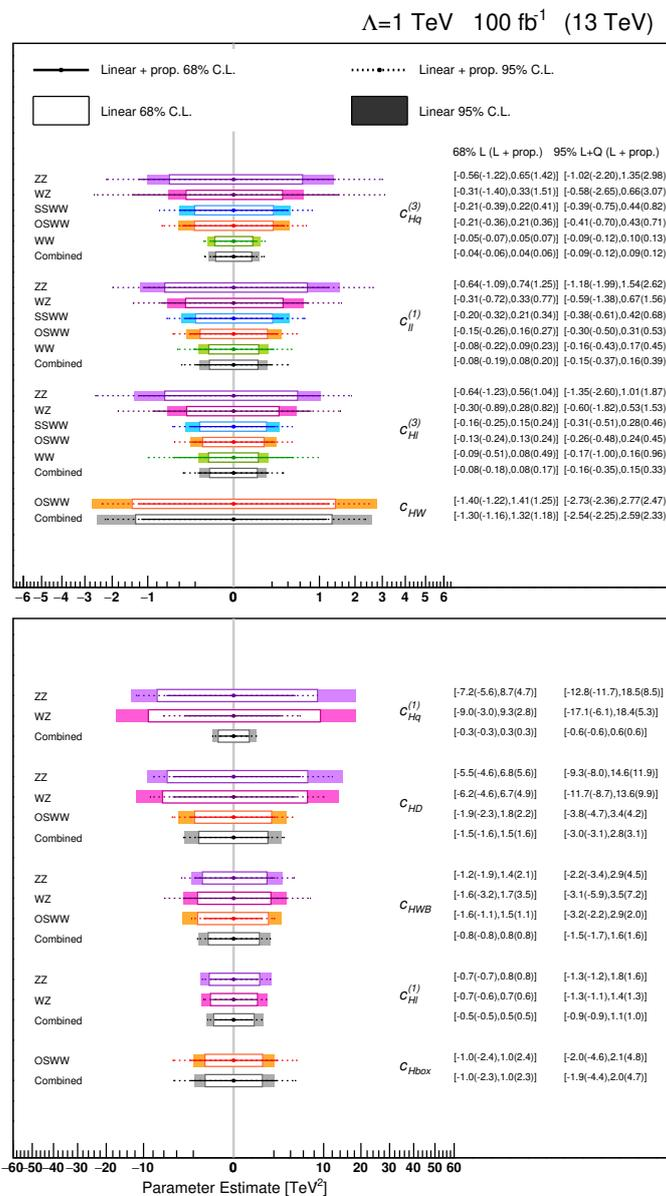 Λ=1 TeV 100 fb-1 (13 TeV)
Linear + prop. 68% C.L. Linear + prop. 95% C.L.
Linear 68% C.L. Linear 95% C.L.
68% L (L + prop.) 95% L+Q (L + prop.)
ZZ [-0.56(-1.22),0.65(1.42)] [-1.02(-2.20),1.35(2.98)]
WZ [-0.31(-1.40),0.33(1.51)] [-0.58(-2.65),0.66(3.07)]
SSWW c_Hq^(3) [-0.21(-0.39),0.22(0.41)] [-0.39(-0.75),0.44(0.82)]
OSWW [-0.21(-0.36),0.21(0.36)] [-0.41(-0.70),0.43(0.71)]
WW [-0.05(-0.07),0.05(0.07)] [-0.09(-0.12),0.10(0.13)]
Combined [-0.04(-0.06),0.04(0.06)] [-0.09(-0.12),0.09(0.12)]
ZZ [-0.64(-1.09),0.74(1.25)] [-1.18(-1.99),1.54(2.62)]
WZ [-0.31(-0.72),0.33(0.77)] [-0.59(-1.38),0.67(1.56)]
SSWW c_ll^(1) [-0.20(-0.32),0.21(0.34)] [-0.38(-0.61),0.42(0.68)]
OSWW [-0.15(-0.26),0.16(0.27)] [-0.30(-0.50),0.31(0.53)]
WW [-0.08(-0.22),0.09(0.23)] [-0.16(-0.43),0.17(0.45)]
Combined [-0.08(-0.19),0.08(0.20)] [-0.15(-0.37),0.16(0.39)]
ZZ [-0.64(-1.23),0.56(1.04)] [-1.35(-2.60),1.01(1.87)]
WZ [-0.30(-0.89),0.28(0.82)] [-0.60(-1.82),0.53(1.53)]
SSWW c_Hl^(3) [-0.16(-0.25),0.15(0.24)] [-0.31(-0.51),0.28(0.46)]
OSWW [-0.13(-0.24),0.13(0.24)] [-0.26(-0.48),0.24(0.45)]
WW [-0.09(-0.51),0.08(0.49)] [-0.17(-1.00),0.16(0.96)]
Combined [-0.08(-0.18),0.08(0.17)] [-0.16(-0.35),0.15(0.33)]
OSWW c_HW [-1.40(-1.22),1.41(1.25)] [-2.73(-2.36),2.77(2.47)]
Combined [-1.30(-1.16),1.32(1.18)] [-2.54(-2.25),2.59(2.33)]
−6 −5 −4 −3 −2 −1 0 1 2 3 4 5 6
ZZ c_Hq^(1) [-7.2(-5.6),8.7(4.7)] [-12.8(-11.7),18.5(8.5)]
WZ [-9.0(-3.0),9.3(2.8)] [-17.1(-6.1),18.4(5.3)]
Combined [-0.3(-0.3),0.3(0.3)] [-0.6(-0.6),0.6(0.6)]
ZZ [-5.5(-4.6),6.8(5.6)] [-9.3(-8.0),14.6(11.9)]
WZ c_HD [-6.2(-4.6),6.7(4.9)] [-11.7(-8.7),13.6(9.9)]
OSWW [-1.9(-2.3),1.8(2.2)] [-3.8(-4.7),3.4(4.2)]
Combined [-1.5(-1.6),1.5(1.6)] [-3.0(-3.1),2.8(3.1)]
ZZ [-1.2(-1.9),1.4(2.1)] [-2.2(-3.4),2.9(4.5)]
WZ c_HWB [-1.6(-3.2),1.7(3.5)] [-3.1(-5.9),3.5(7.2)]
OSWW [-1.6(-1.1),1.5(1.1)] [-3.2(-2.2),2.9(2.0)]
Combined [-0.8(-0.8),0.8(0.8)] [-1.5(-1.7),1.6(1.6)]
ZZ c_Hl^(1) [-0.7(-0.7),0.8(0.8)] [-1.3(-1.2),1.8(1.6)]
WZ [-0.7(-0.6),0.7(0.6)] [-1.3(-1.1),1.4(1.3)]
Combined [-0.5(-0.5),0.5(0.5)] [-0.9(-0.9),1.1(1.0)]
OSWW c_Hbox [-1.0(-2.4),1.0(2.4)] [-2.0(-4.6),2.1(4.8)]
Combined [-1.0(-2.3),1.0(2.3)] [-1.9(-4.4),2.0(4.7)]
−60 −50 −40 −30 −20 −10 0 10 20 30 40 50 60
Parameter Estimate [TeV2]